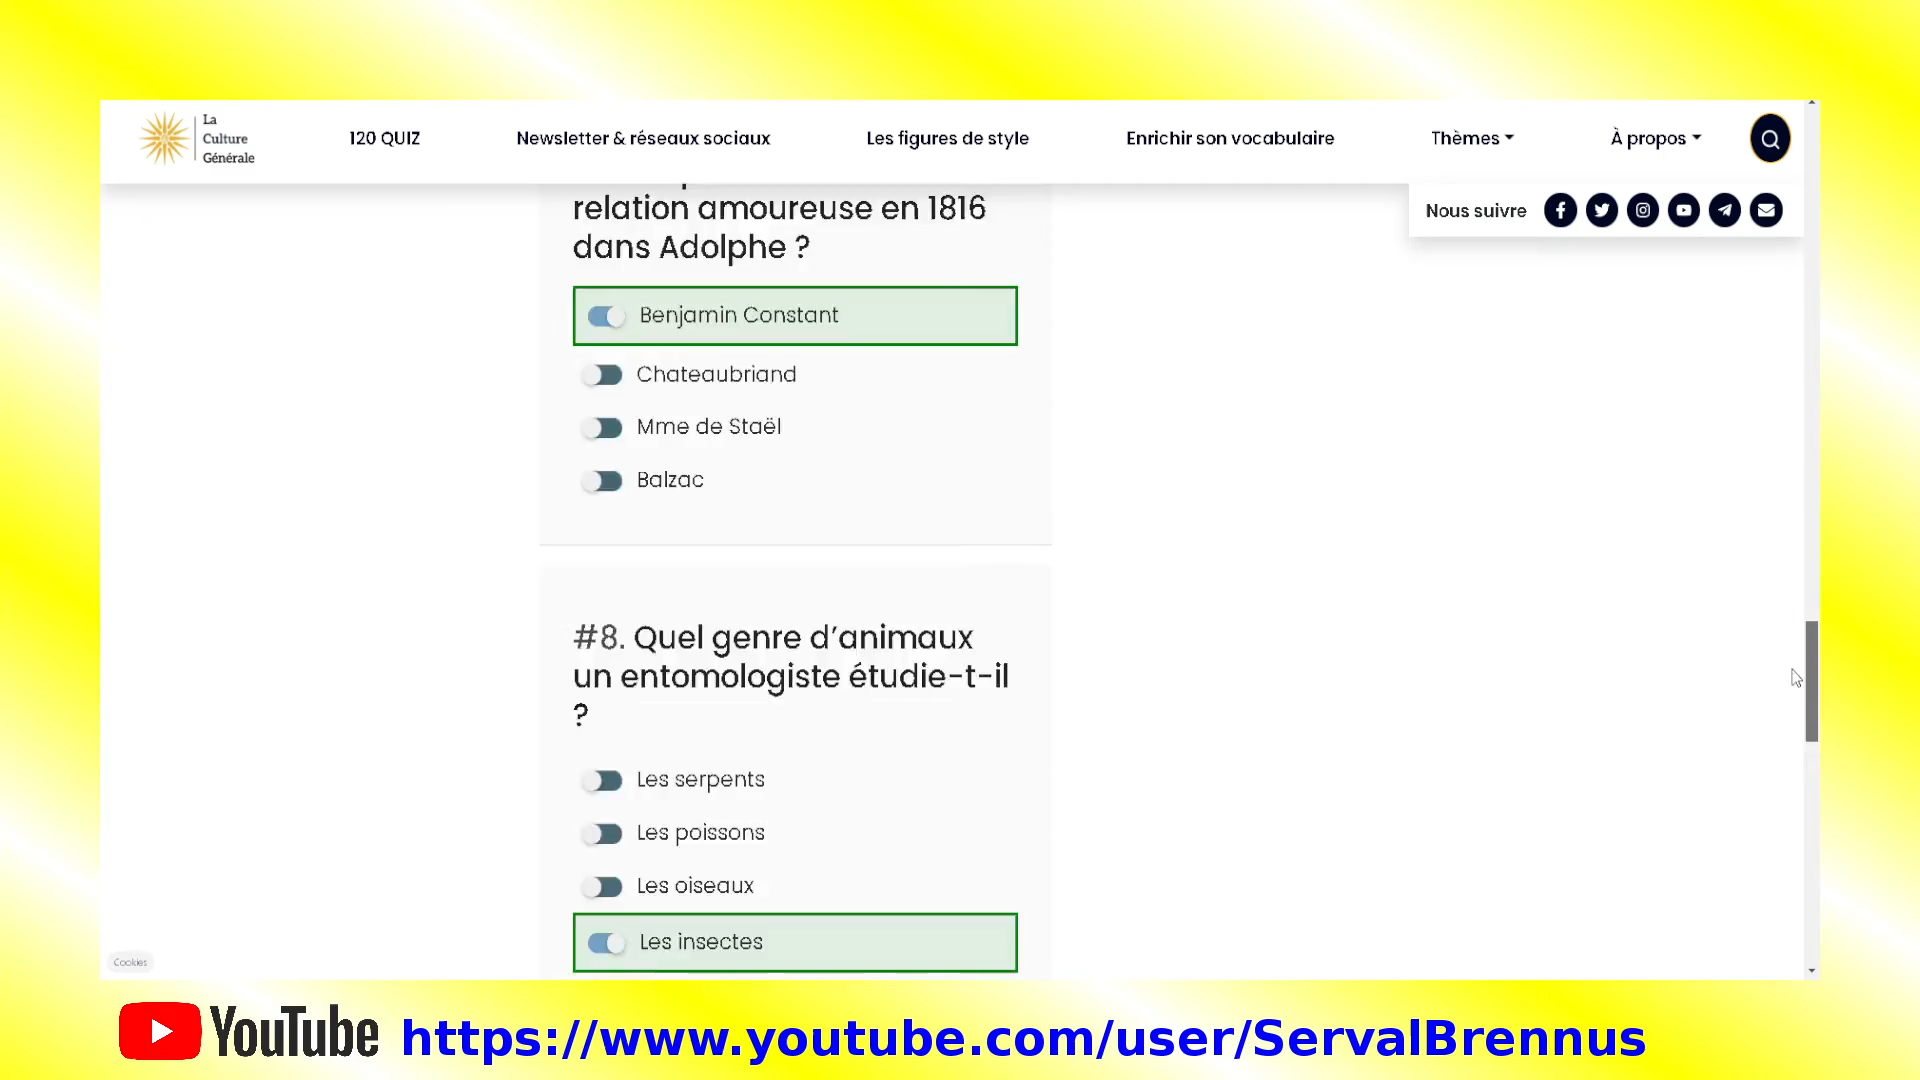 La
Culture
Générale
120 QUIZ
Newsletter & réseaux sociaux
Les figures de style
Enrichir son vocabulaire
Thèmes
À propos
Nous suivre
relation amoureuse en 1816
dans Adolphe ?
Benjamin Constant
Chateaubriand
Mme de Staël
Balzac
#8. Quel genre d’animaux
un entomologiste étudie-t-il
?
Les serpents
Les poissons
Les oiseaux
Les insectes
Cookies
YouTube https://www.youtube.com/user/ServalBrennus